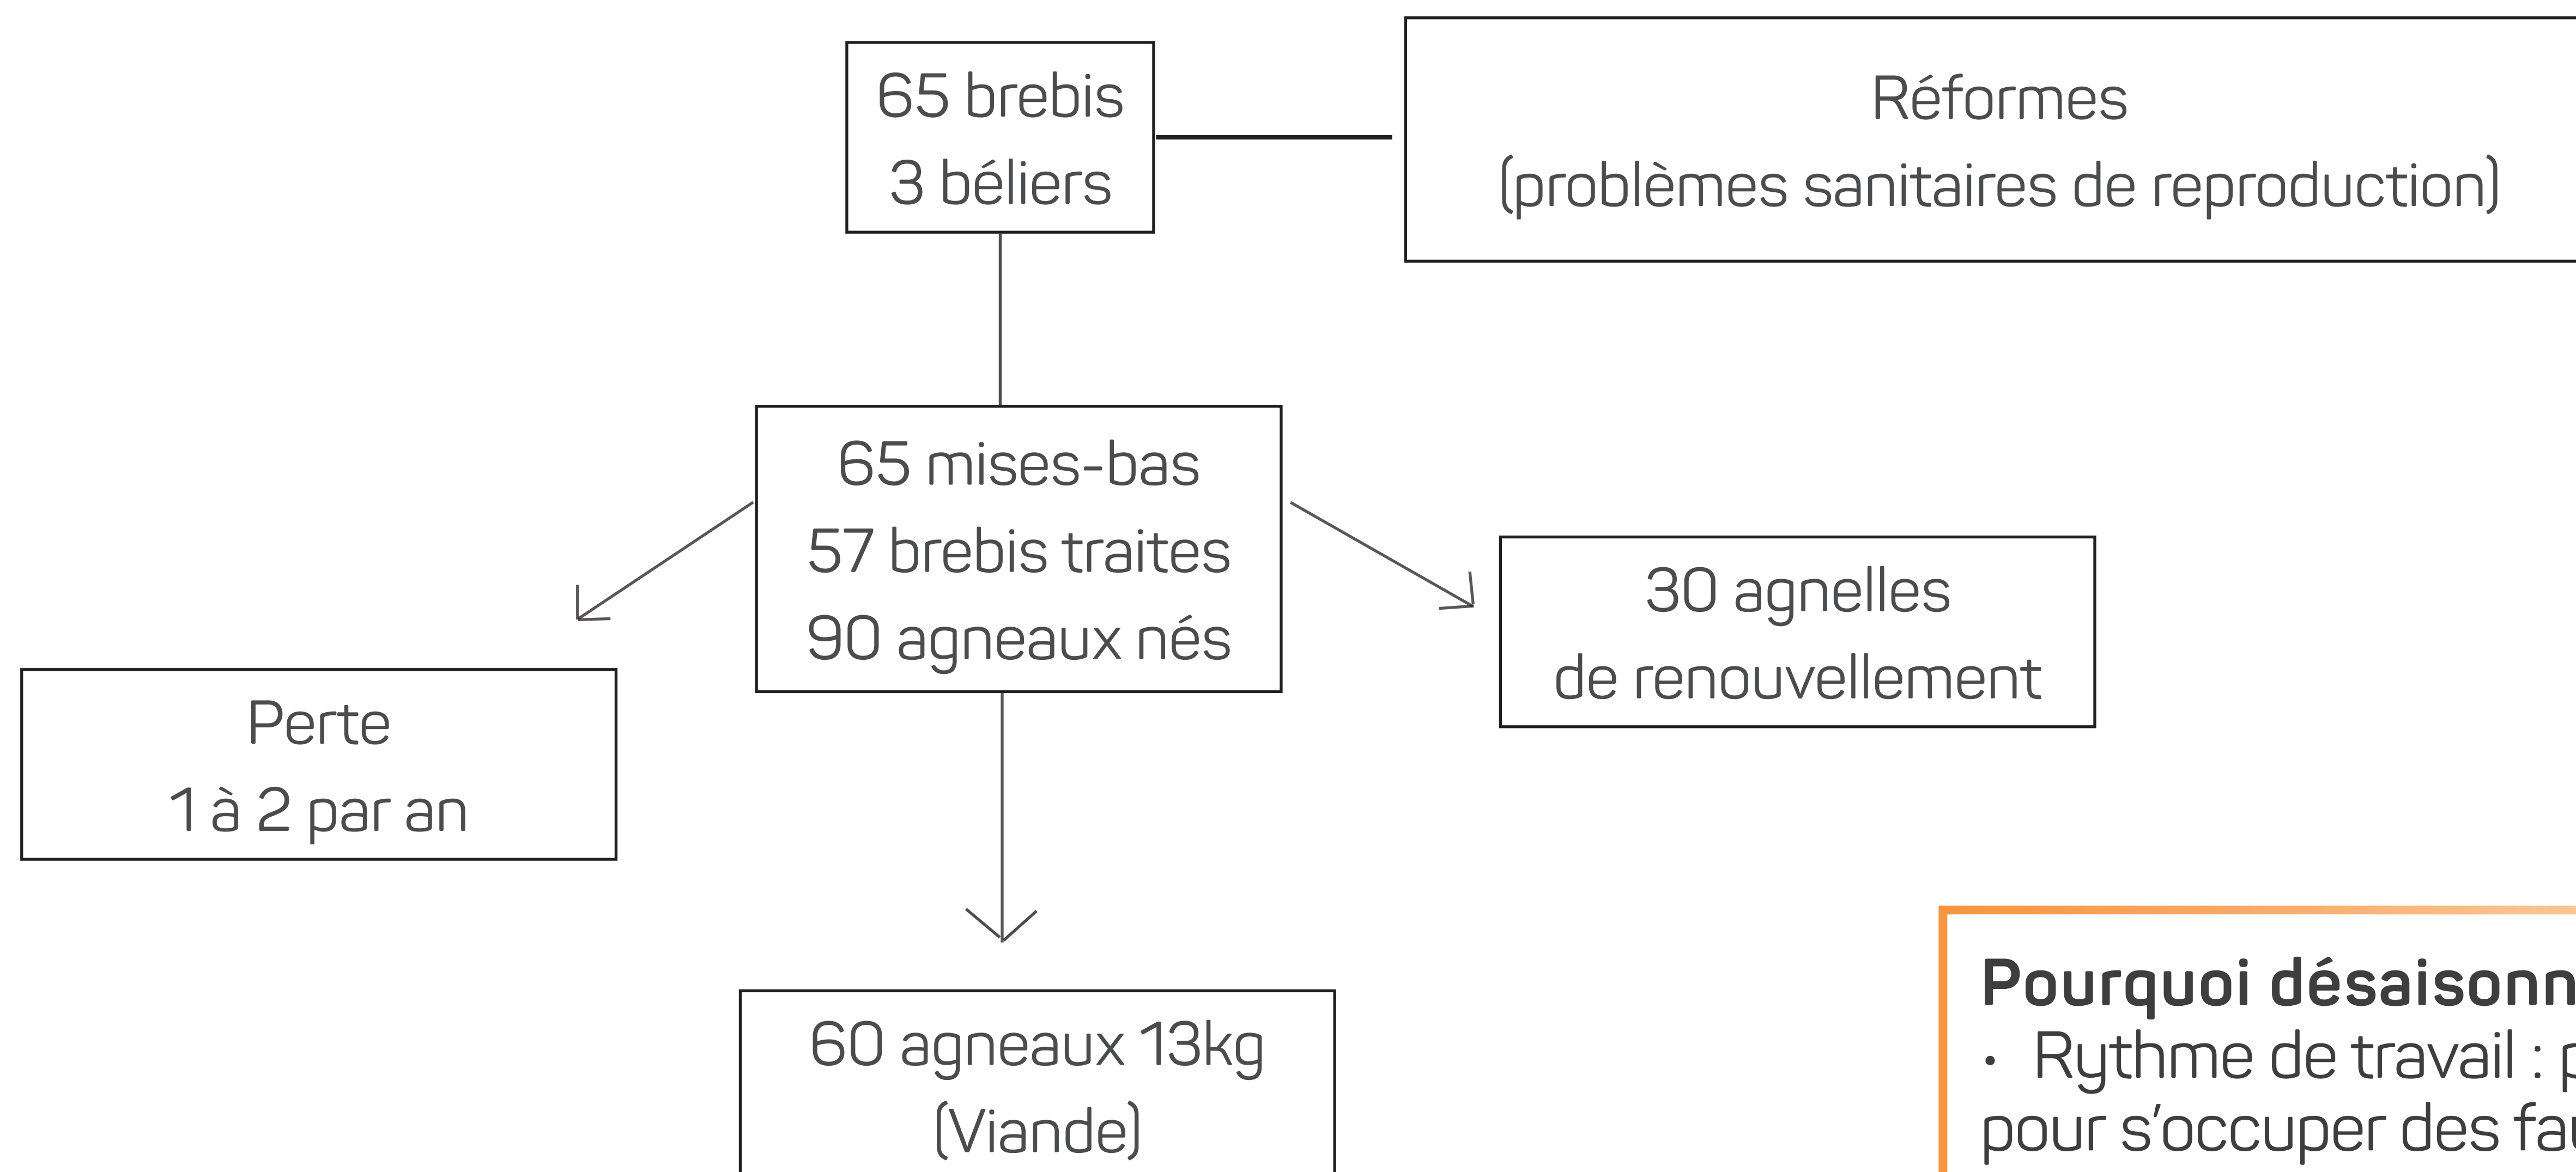 65 brebis
3 béliers
Réformes
(problèmes sanitaires de reproduction)
65 mises-bas
57 brebis traites
90 agneaux nés
30 agnelles
de renouvellement
Perte
1 à 2 par an
60 agneaux 13kg
(Viande)
Pourquoi désaisonn
• Rythme de travail : p
pour s'occuper des fau